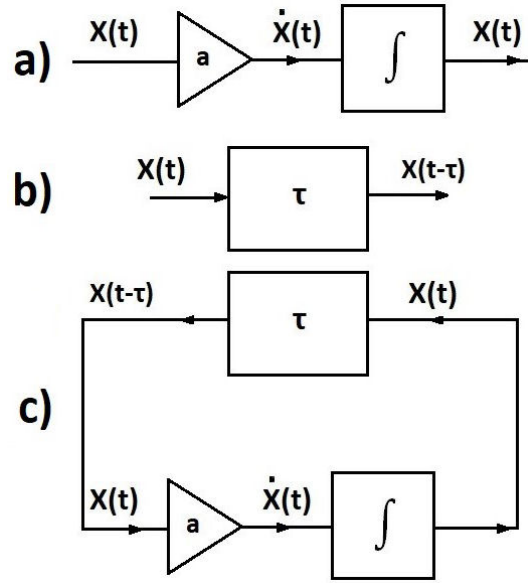 a) X(t) a Ẋ(t) ∫ X(t)
b) X(t) τ X(t-τ)
X(t-τ) τ X(t)
c)
X(t) a Ẋ(t) ∫